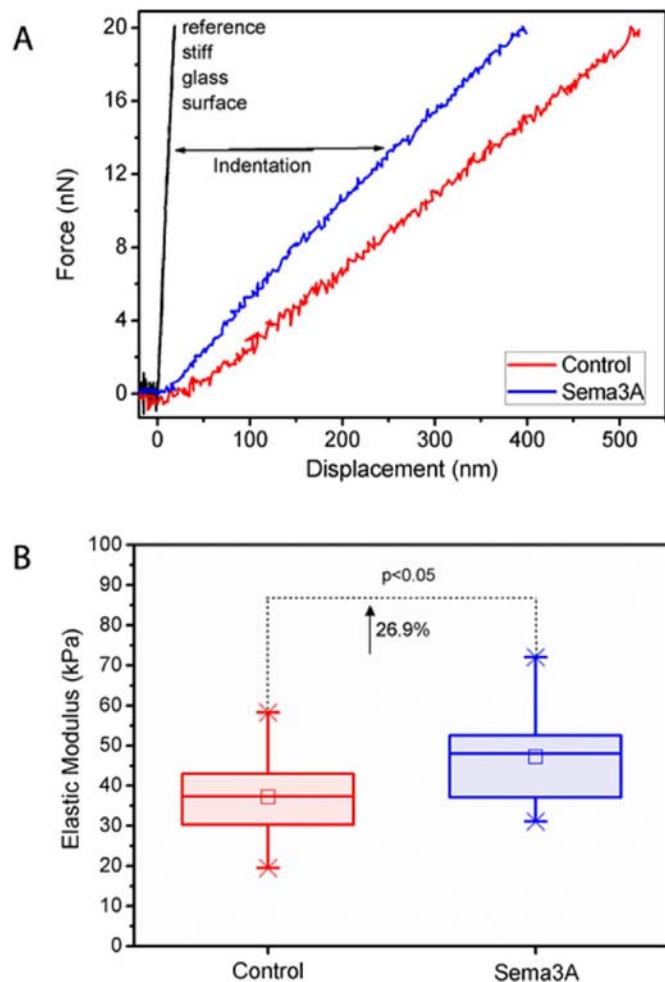 A
20
16
12
8
4
0
Force (nN)
reference
stiff
glass
surface
Indentation
Control
Sema3A
0
100
200
300
400
500
Displacement (nm)
B
100
90
80
70
60
50
40
30
20
10
0
Elastic Modulus (kPa)
p<0.05
26.9%
Control
Sema3A